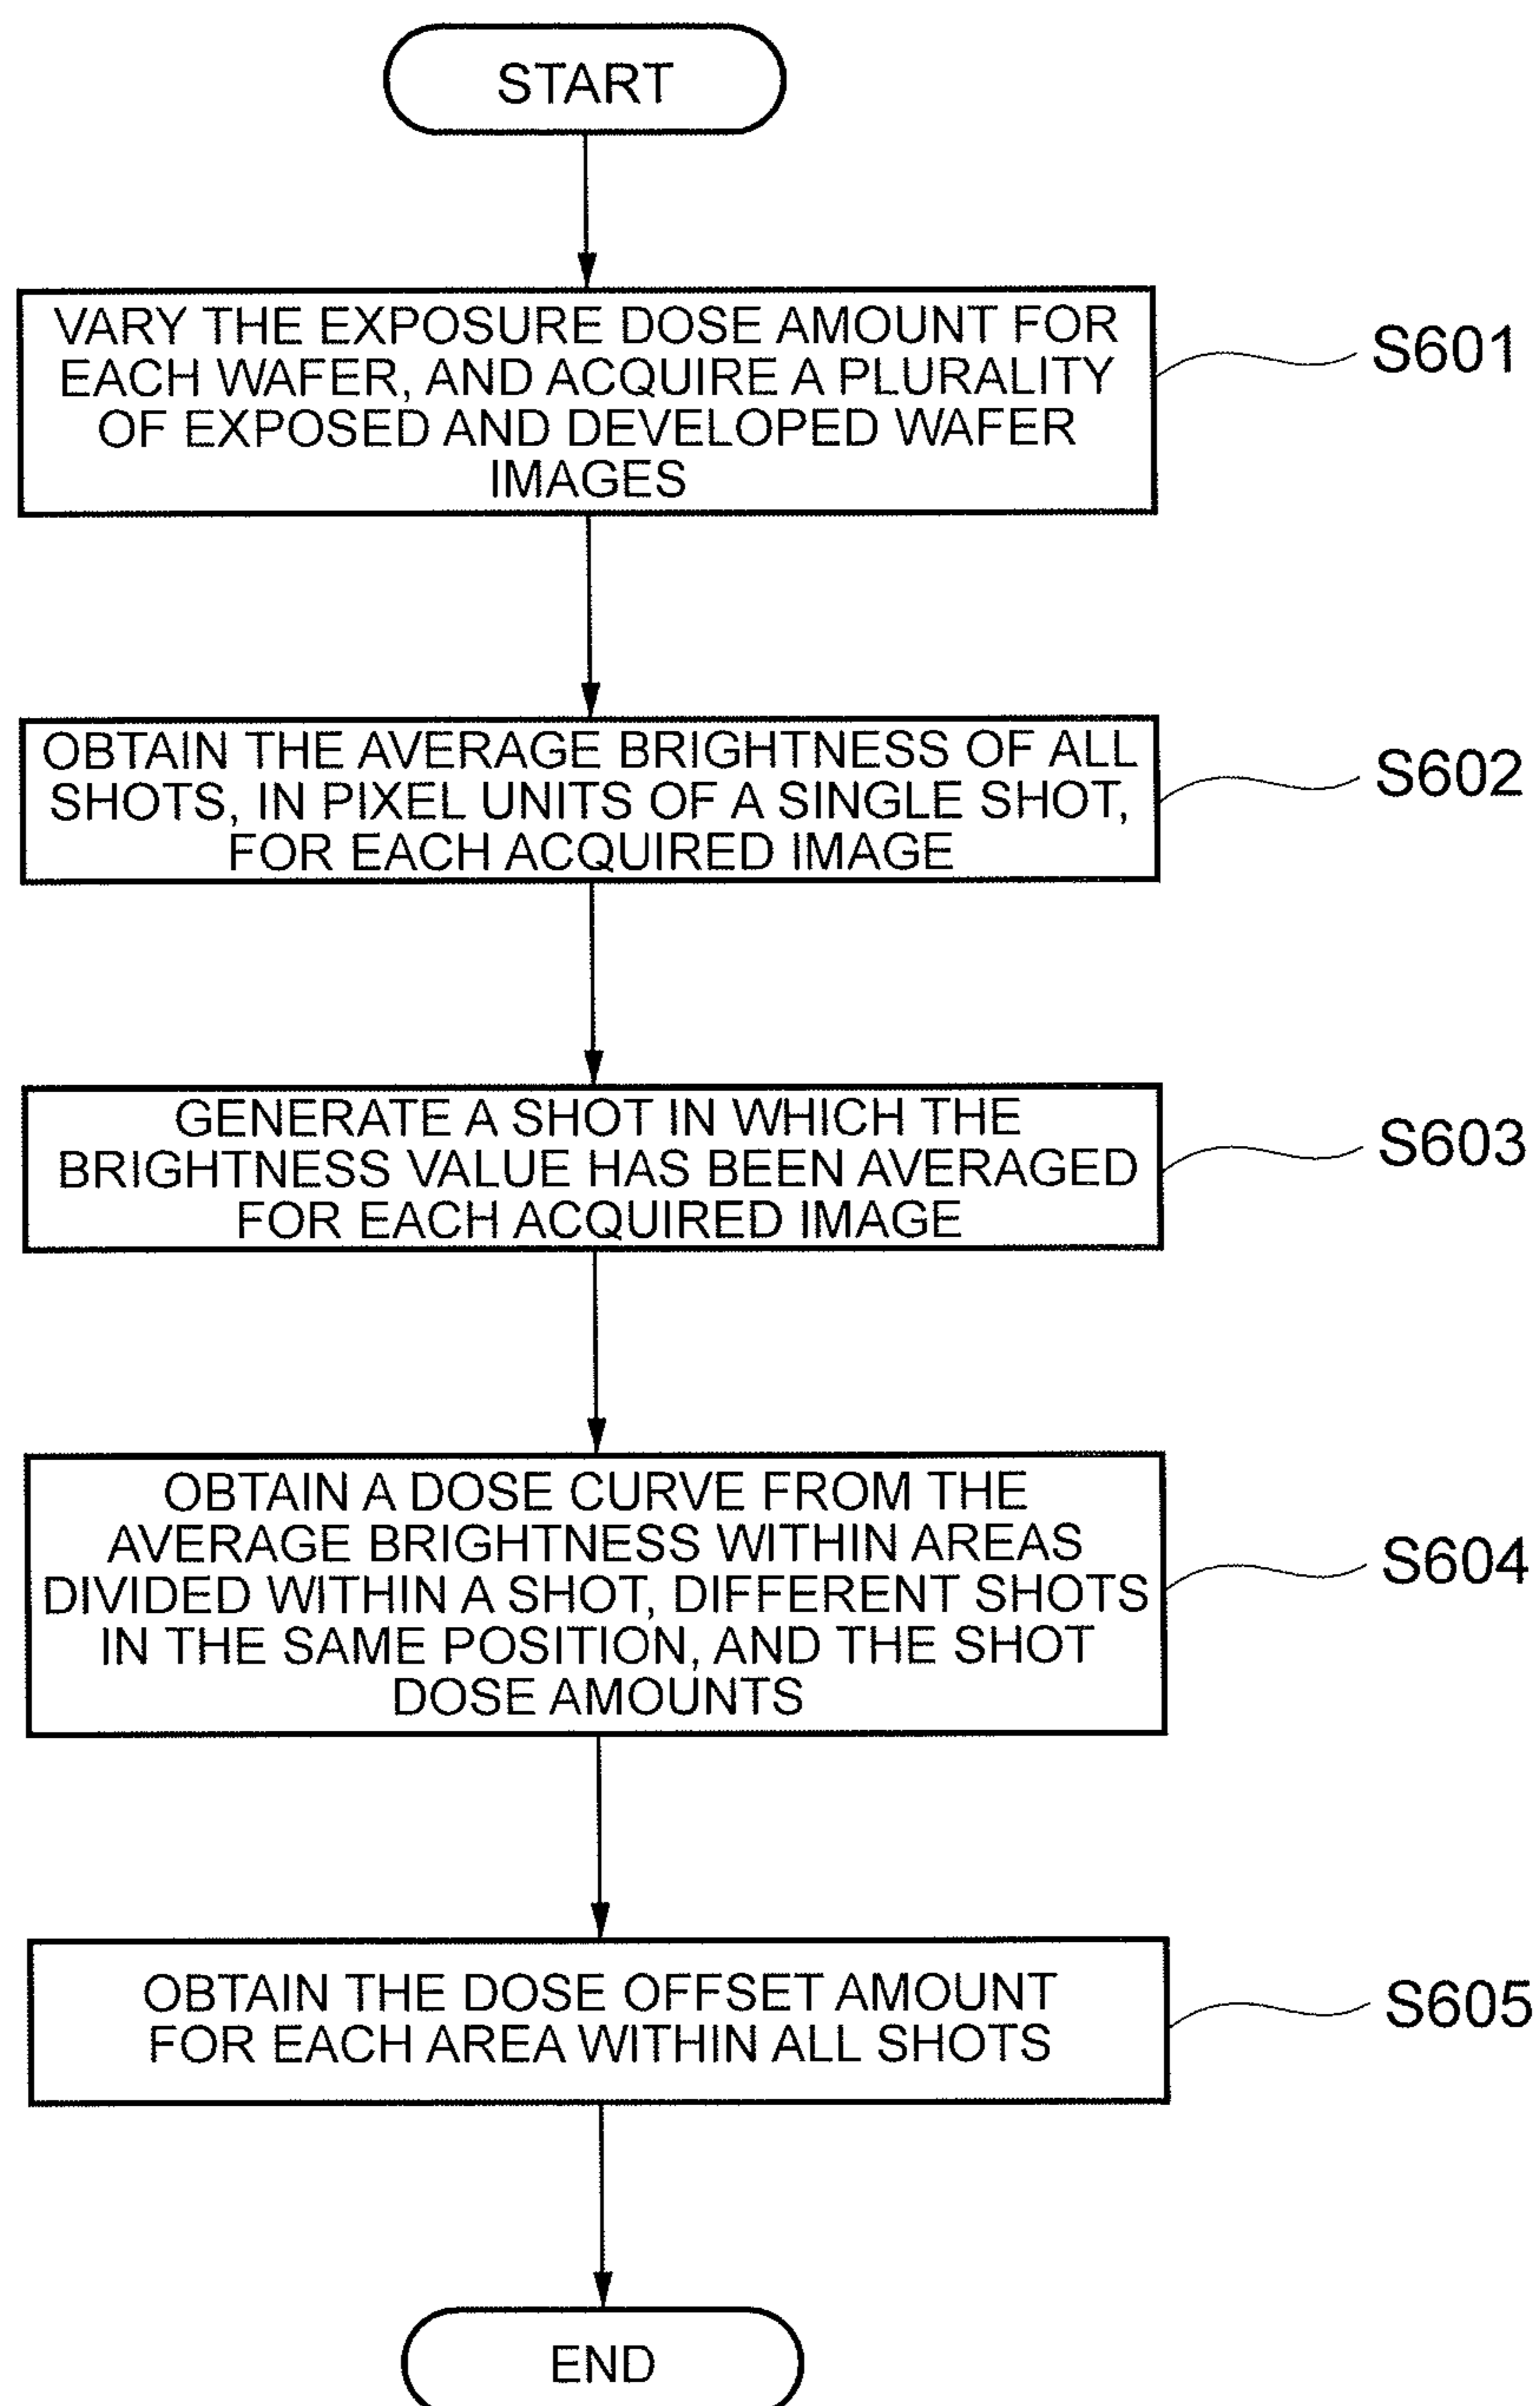 START
VARY THE EXPOSURE DOSE AMOUNT FOR
EACH WAFER, AND ACQUIRE A PLURALITY
OF EXPOSED AND DEVELOPED WAFER
IMAGES
S601
OBTAIN THE AVERAGE BRIGHTNESS OF ALL
SHOTS, IN PIXEL UNITS OF A SINGLE SHOT,
FOR EACH ACQUIRED IMAGE
S602
GENERATE A SHOT IN WHICH THE
BRIGHTNESS VALUE HAS BEEN AVERAGED
FOR EACH ACQUIRED IMAGE
S603
OBTAIN A DOSE CURVE FROM THE
AVERAGE BRIGHTNESS WITHIN AREAS
DIVIDED WITHIN A SHOT, DIFFERENT SHOTS
IN THE SAME POSITION, AND THE SHOT
DOSE AMOUNTS
S604
OBTAIN THE DOSE OFFSET AMOUNT
FOR EACH AREA WITHIN ALL SHOTS
S605
END